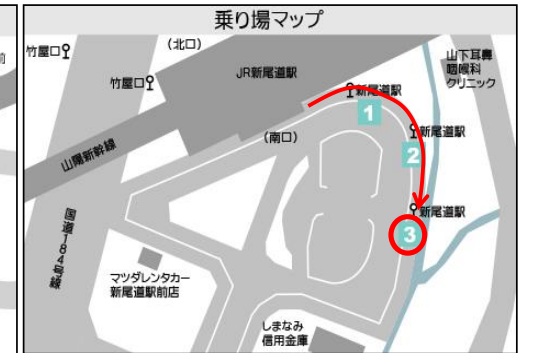 乗り場マップ
前
竹屋口
(北口)
竹屋口
JR新尾道駅
山下耳鼻
咽喉科
クリニック
新尾道駅
1
(南口)
新尾道駅
2
山陽新幹線
新尾道駅
3
国道184号線
マツダレンタカー
新尾道駅前店
しまなみ
信用金庫